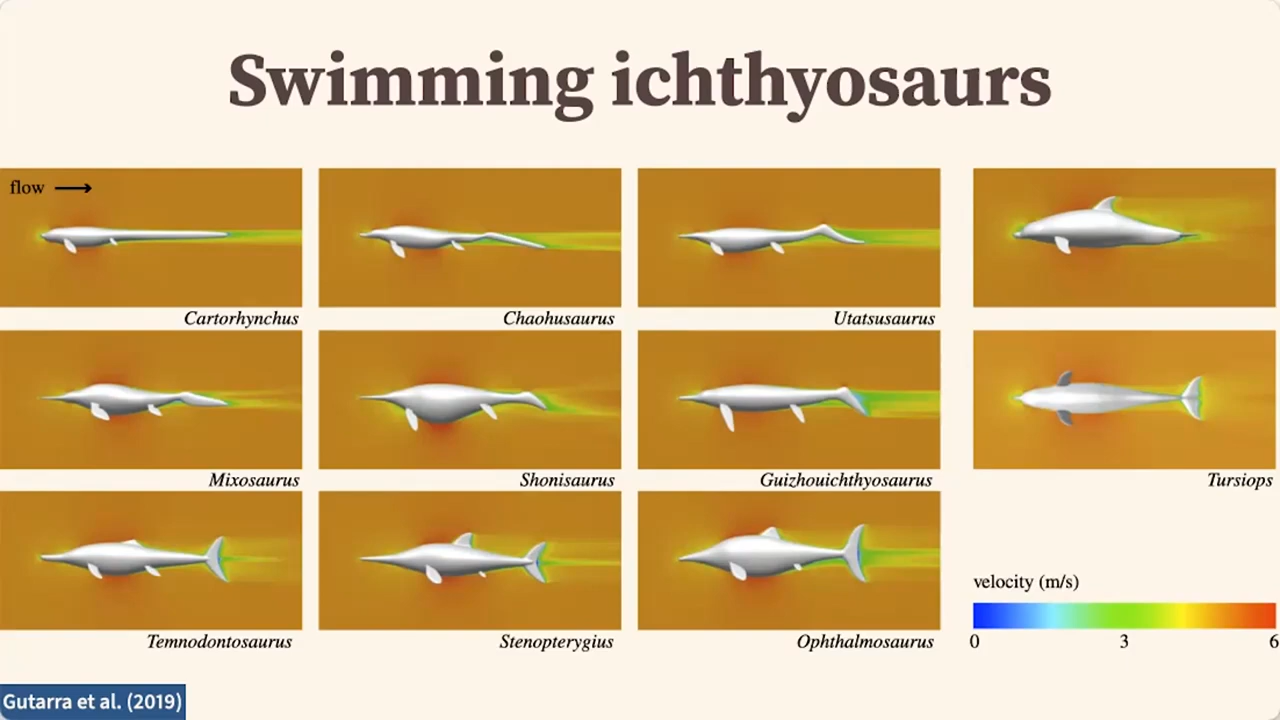 Swimming ichthyosaurs
flow →
Cartorhynchus
Chaohusaurus
Utatsusaurus
Mixosaurus
Shonisaurus
Guizhouichthyosaurus
Tursiops
Temnodontosaurus
Stenopterygius
Ophthalmosaurus
velocity (m/s)
0 3 6
Gutarra et al. (2019)